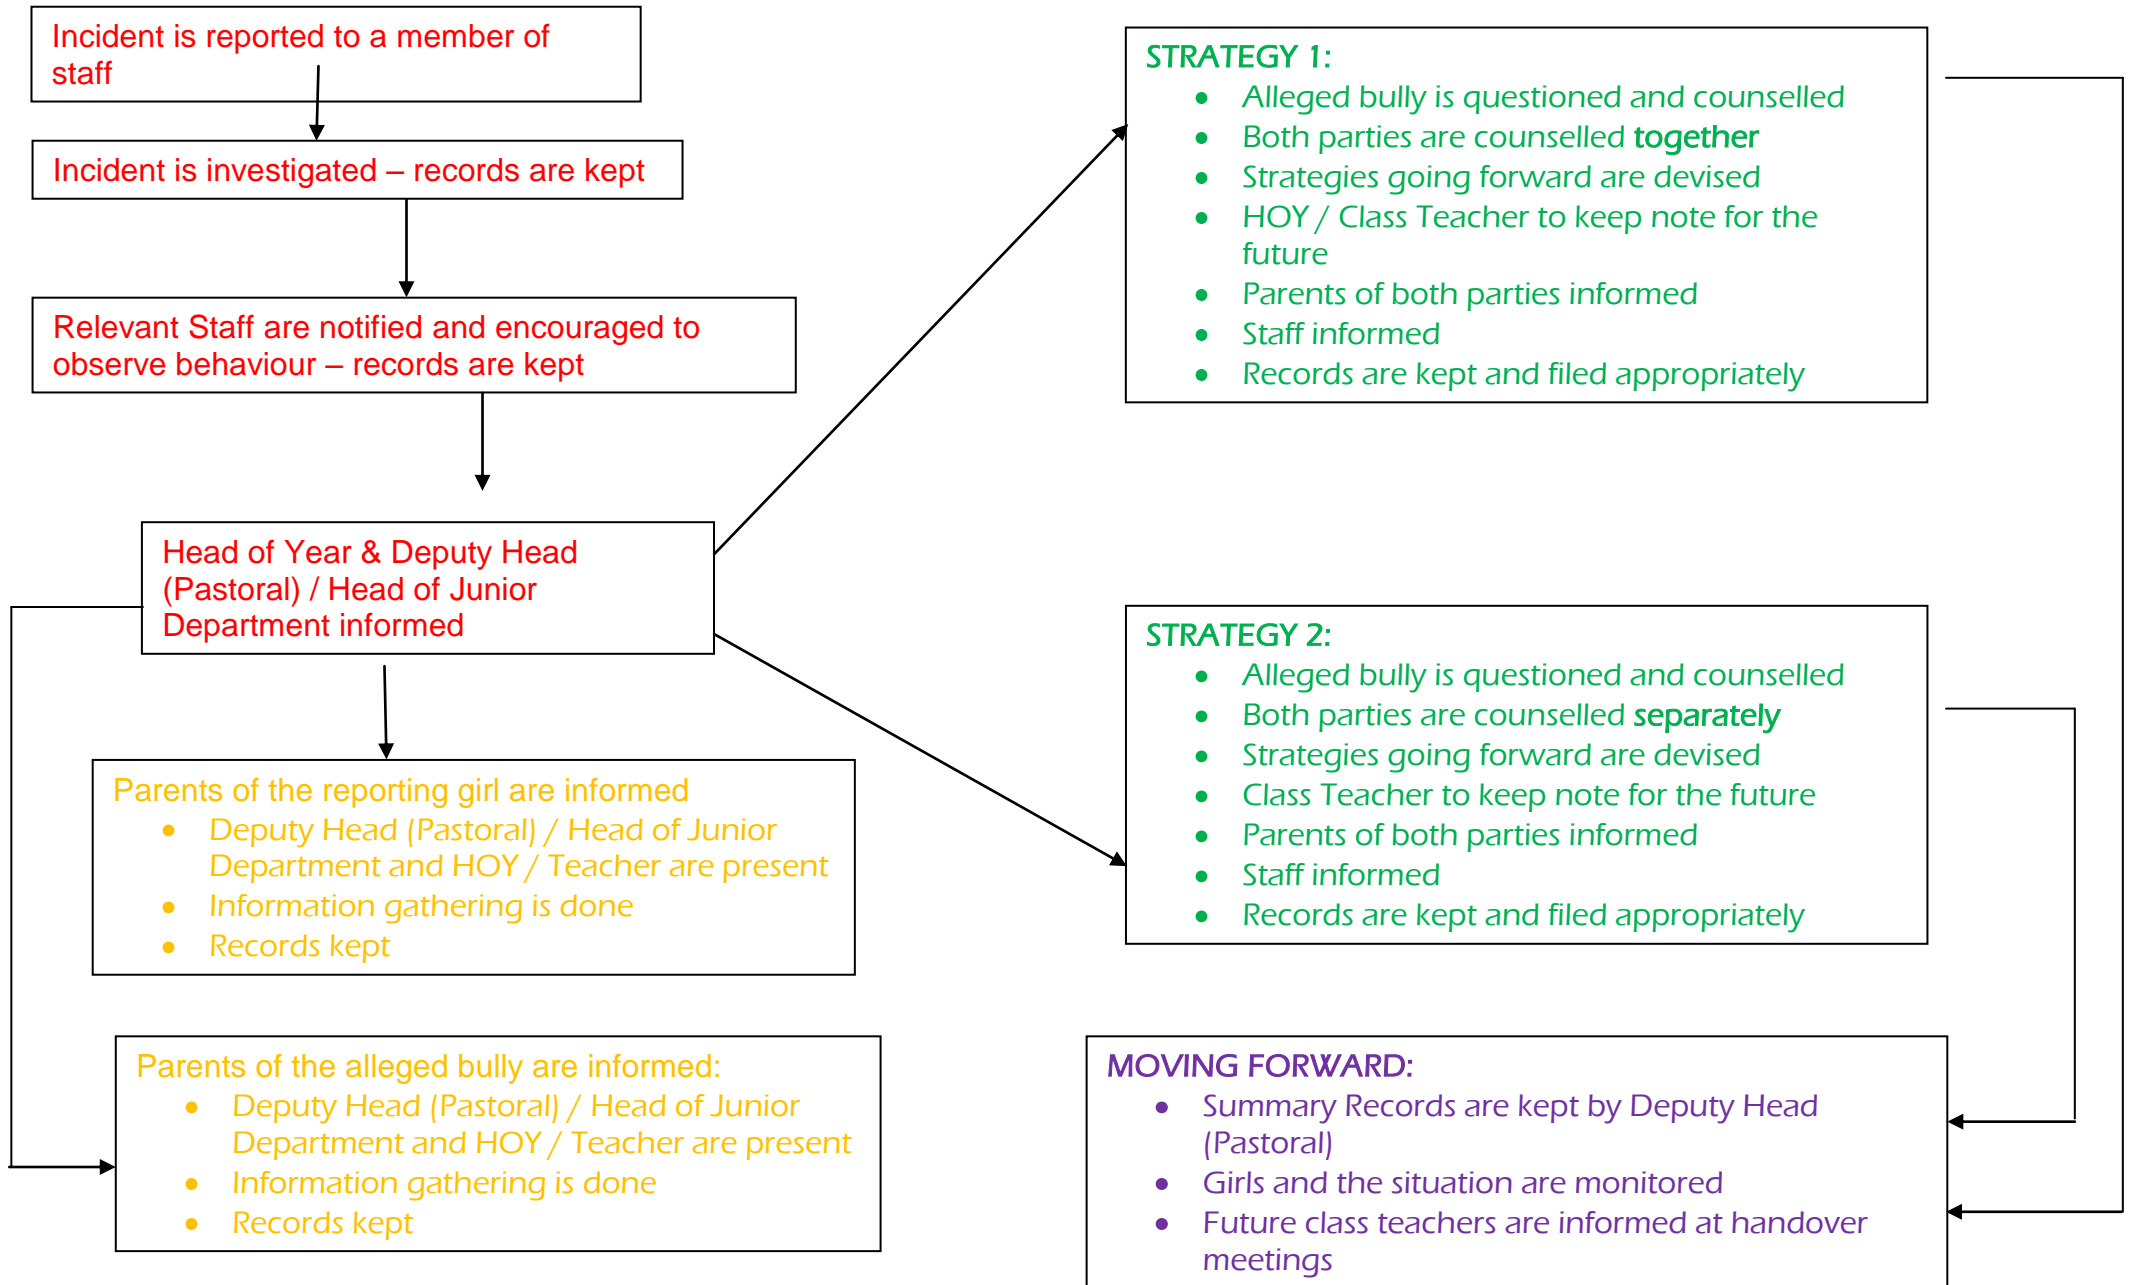 Incident is reported to a member of
staff
Incident is investigated – records are kept
Relevant Staff are notified and encouraged to
observe behaviour – records are kept
Head of Year & Deputy Head
(Pastoral) / Head of Junior
Department informed
Parents of the reporting girl are informed
• Deputy Head (Pastoral) / Head of Junior
Department and HOY / Teacher are present
• Information gathering is done
• Records kept
Parents of the alleged bully are informed:
• Deputy Head (Pastoral) / Head of Junior
Department and HOY / Teacher are present
• Information gathering is done
• Records kept
STRATEGY 1:
• Alleged bully is questioned and counselled
• Both parties are counselled together
• Strategies going forward are devised
• HOY / Class Teacher to keep note for the
future
• Parents of both parties informed
• Staff informed
• Records are kept and filed appropriately
STRATEGY 2:
• Alleged bully is questioned and counselled
• Both parties are counselled separately
• Strategies going forward are devised
• Class Teacher to keep note for the future
• Parents of both parties informed
• Staff informed
• Records are kept and filed appropriately
MOVING FORWARD:
• Summary Records are kept by Deputy Head
(Pastoral)
• Girls and the situation are monitored
• Future class teachers are informed at handover
meetings